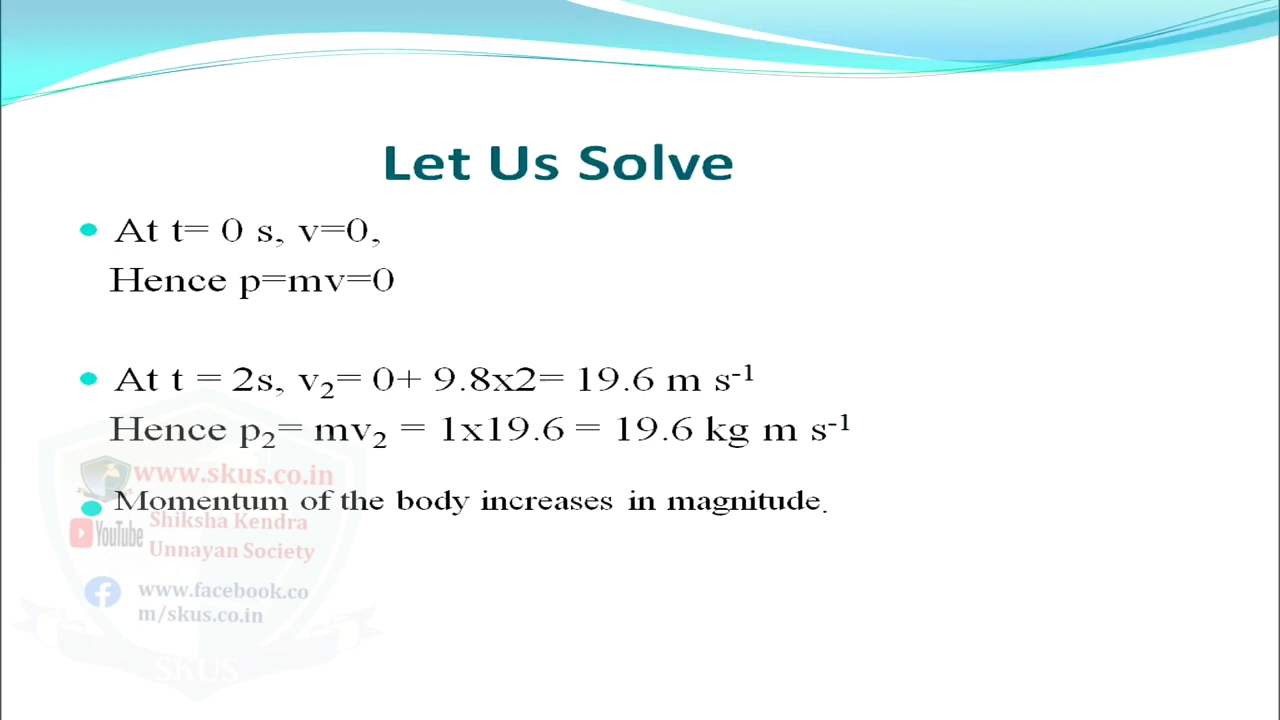 Let Us Solve
At t= 0 s, v=0,
Hence p=mv=0
At t = 2s, v₂= 0+ 9.8x2= 19.6 m s⁻¹
Hence p₂= mv₂ = 1x19.6 = 19.6 kg m s⁻¹
Momentum of the body increases in magnitude.
www.skus.co.in
YouTube Shiksha Kendra
Unnayan Society
www.facebook.co
m/skus.co.in
SKUS